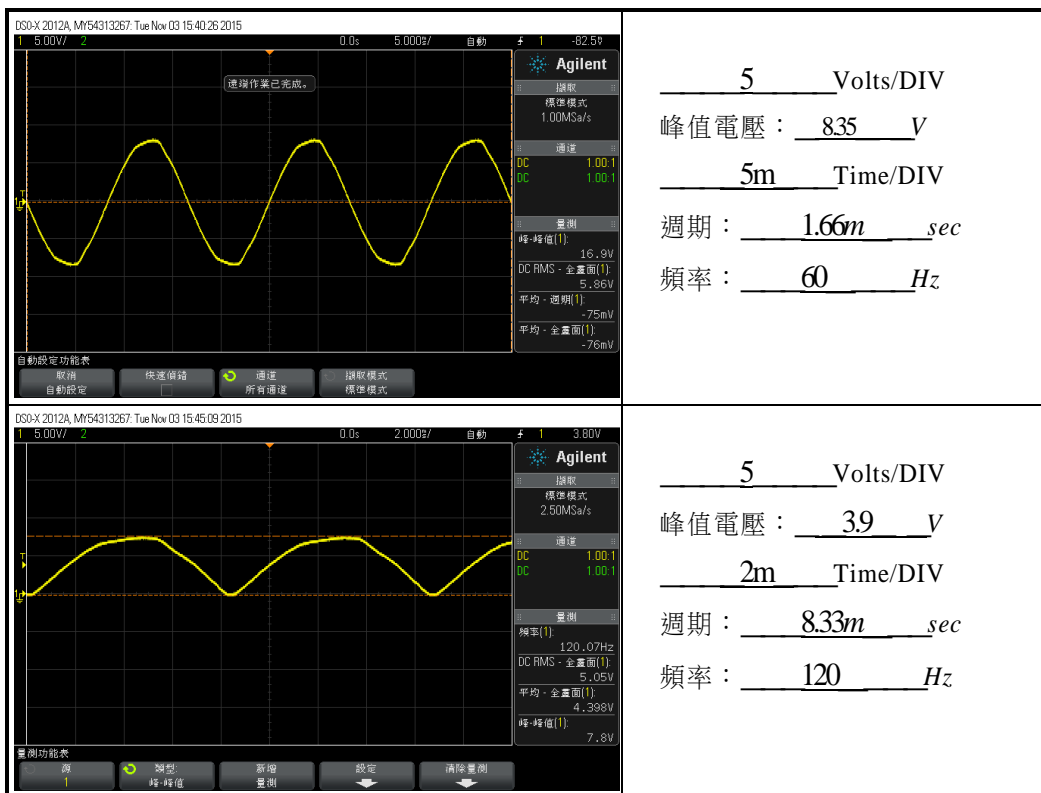 DSO-X 2012A, MY54313267: Tue Nov 03 15:40:26 2015
1 5.00V/ 2 0.0s 5.000s/ 自動 1 -82.5V
Agilent
遠端作業已完成。
擷取
標準模式
1.00MSa/s
通道
DC 1.00:1
DC 1.00:1
量測
峰-峰值(1):
16.9V
DC RMS - 全畫面(1):
5.86V
平均 - 週期(1):
-75mV
平均 - 全畫面(1):
-76mV
T
1
自動設定功能表
取消
自動設定
快速偵錯
通道
所有通道
擷取模式
標準模式
5 Volts/DIV
峰值電壓：8.35 V
5m Time/DIV
週期：1.66m sec
頻率：60 Hz
DSO-X 2012A, MY54313267: Tue Nov 03 15:45:09 2015
1 5.00V/ 2 0.0s 2.000s/ 自動 1 3.80V
Agilent
擷取
標準模式
2.50MSa/s
通道
DC 1.00:1
DC 1.00:1
量測
頻率(1):
120.07Hz
DC RMS - 全畫面(1):
5.05V
平均 - 全畫面(1):
4.398V
峰-峰值(1):
7.8V
T
1
量測功能表
源
1
類型:
峰-峰值
新增
量測
設定
清除量測
5 Volts/DIV
峰值電壓：3.9 V
2m Time/DIV
週期：8.33m sec
頻率：120 Hz